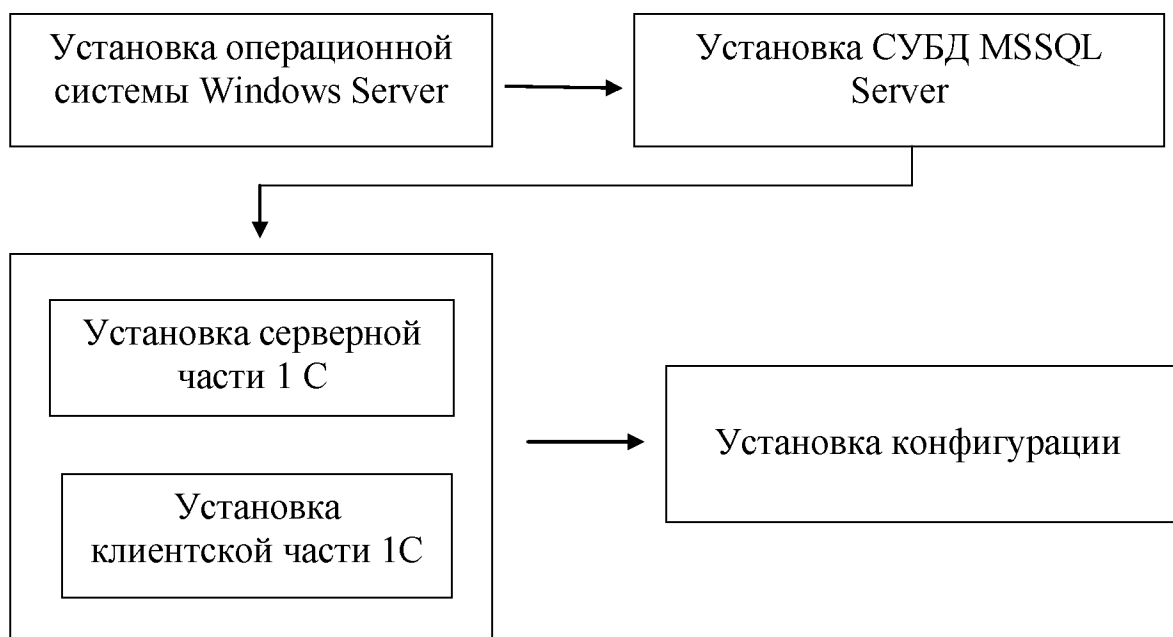 Установка операционной
системы Windows Server
Установка СУБД MSSQL
Server
Установка серверной
части 1 С
Установка
клиентской части 1С
Установка конфигурации